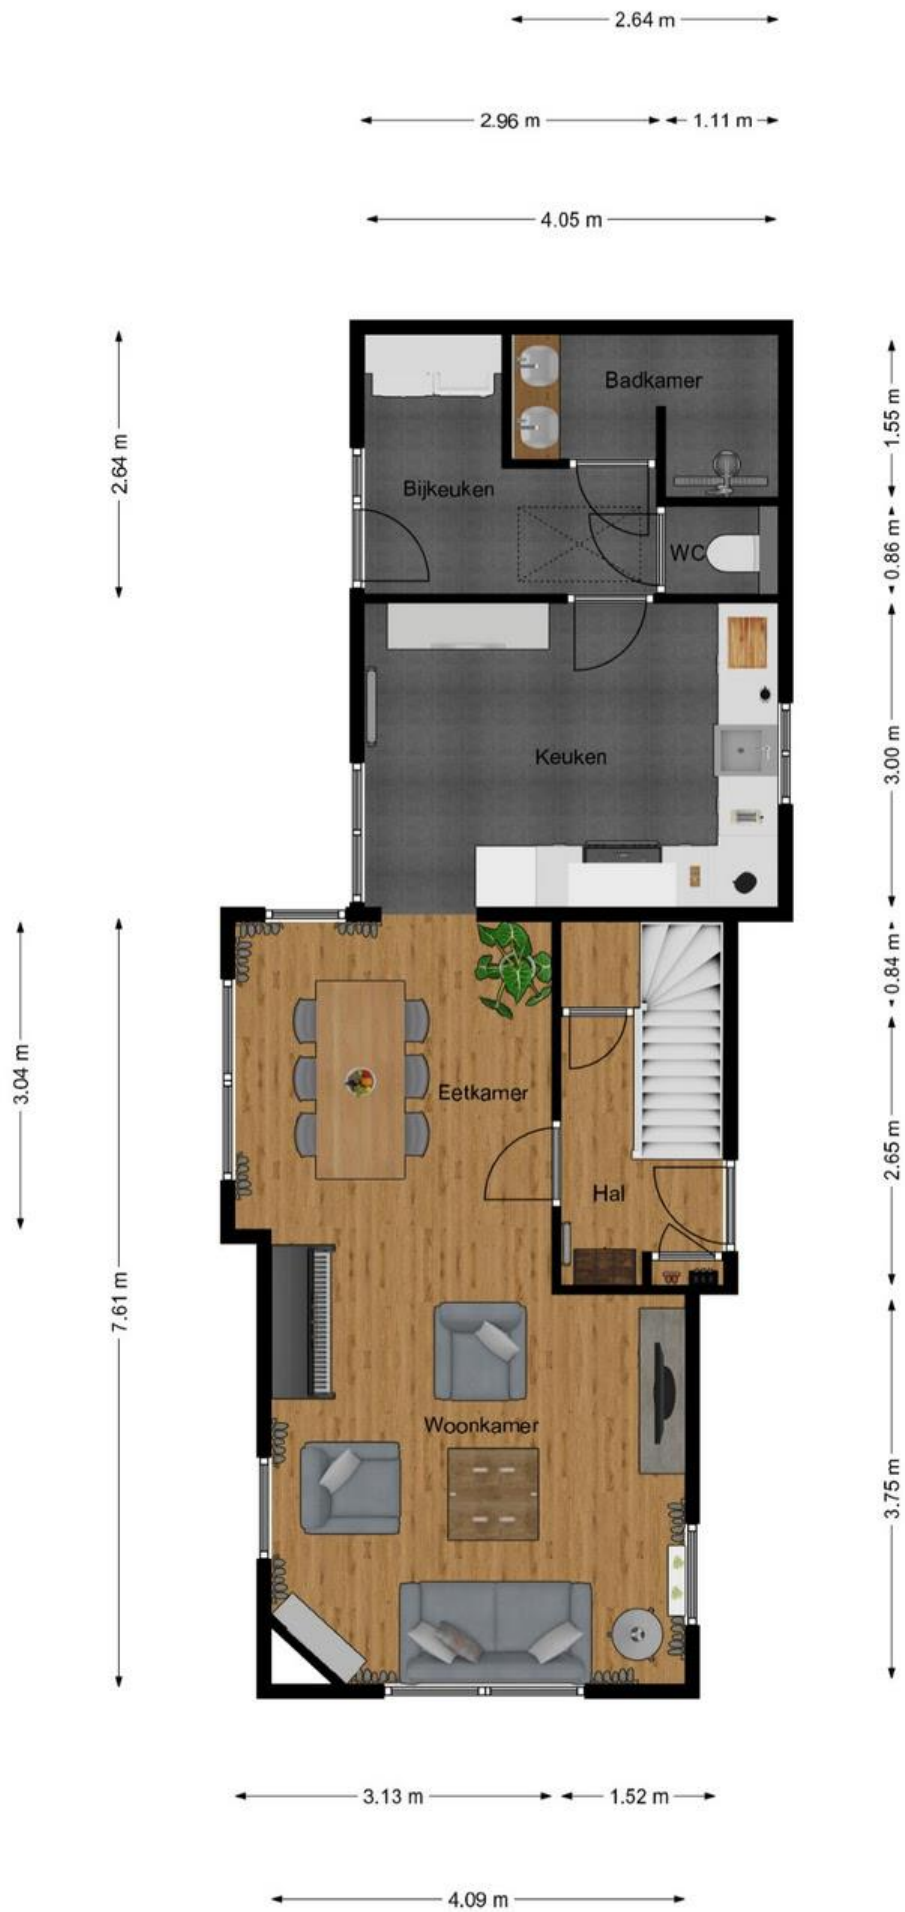 2.64 m
2.96 m
1.11 m
4.05 m
Badkamer
1.55 m
2.64 m
Bijkeuken
WC
0.86 m
Keuken
3.00 m
0.84 m
3.04 m
Eetkamer
2.65 m
Hal
7.61 m
Woonkamer
3.75 m
3.13 m
1.52 m
4.09 m